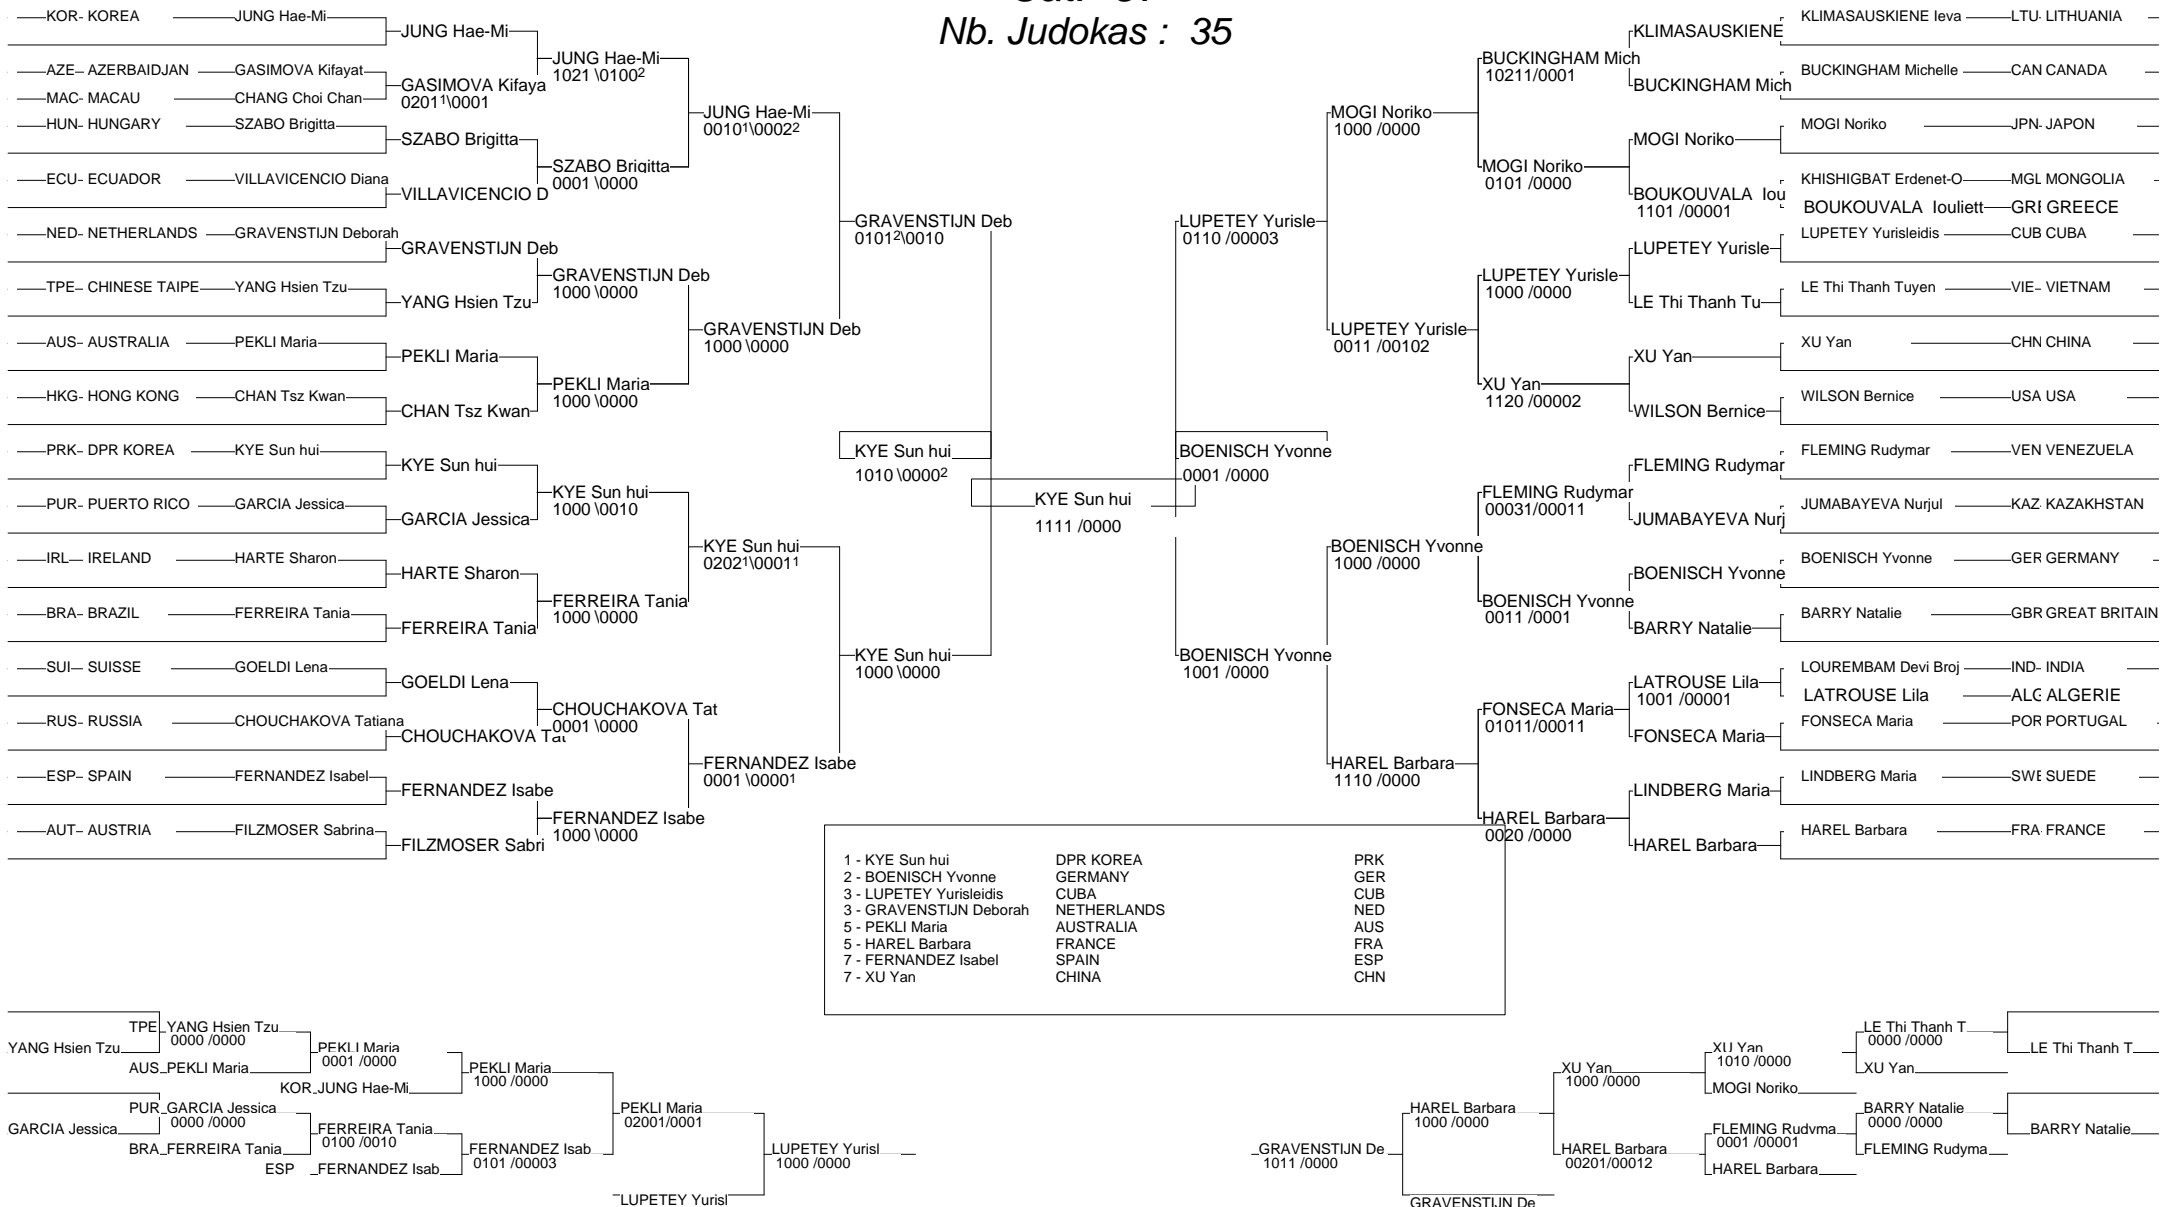 Nb. Judokas : 35
KOR- KOREA JUNG Hae-Mi
AZE- AZERBAIDJAN GASIMOVA Kifayat
MAC- MACAU CHANG Choi Chan
HUN- HUNGARY SZABO Brigitta
ECU- ECUADOR VILLAVICENCIO Diana
NED- NETHERLANDS GRAVENSTIJN Deborah
TPE- CHINESE TAIPE YANG Hsien Tzu
AUS- AUSTRALIA PEKLI Maria
HKG- HONG KONG CHAN Tsz Kwan
PRK- DPR KOREA KYE Sun hui
PUR- PUERTO RICO GARCIA Jessica
IRL- IRELAND HARTE Sharon
BRA- BRAZIL FERREIRA Tania
SUI- SUISSE GOELDI Lena
RUS- RUSSIA CHOUCHAKOVA Tatiana
ESP- SPAIN FERNANDEZ Isabel
AUT- AUSTRIA FILZMOSER Sabrina
JUNG Hae-Mi
GASIMOVA Kifaya
0201¹\0001
SZABO Brigitta
VILLAVICENCIO D
GRAVENSTIJN Deb
YANG Hsien Tzu
PEKLI Maria
CHAN Tsz Kwan
KYE Sun hui
GARCIA Jessica
HARTE Sharon
FERREIRA Tania
GOELDI Lena
CHOUCHAKOVA Tat
FERNANDEZ Isabe
FILZMOSER Sabri
JUNG Hae-Mi
1021 \0100²
SZABO Brigitta
0001 \0000
GRAVENSTIJN Deb
1000 \0000
PEKLI Maria
1000 \0000
KYE Sun hui
1000 \0010
FERREIRA Tania
1000 \0000
CHOUCHAKOVA Tat
0001 \0000
FERNANDEZ Isabe
1000 \0000
JUNG Hae-Mi
0010¹\0002²
GRAVENSTIJN Deb
1000 \0000
KYE Sun hui
0202¹\0001¹
FERNANDEZ Isabe
0001 \0000¹
GRAVENSTIJN Deb
0101²\0010
KYE Sun hui
1000 \0000
KYE Sun hui
1010 \0000²
KYE Sun hui
1111 /0000
BOENISCH Yvonne
0001 /0000
LUPETEY Yurisle
0110 /00003
BOENISCH Yvonne
1001 /0000
MOGI Noriko
1000 /0000
LUPETEY Yurisle
0011 /00102
BOENISCH Yvonne
1000 /0000
HAREL Barbara
1110 /0000
BUCKINGHAM Mich
10211/0001
MOGI Noriko
0101 /0000
LUPETEY Yurisle
1000 /0000
XU Yan
1120 /00002
FLEMING Rudymar
00031/00011
BOENISCH Yvonne
0011 /0001
FONSECA Maria
01011/00011
HAREL Barbara
0020 /0000
KLIMASAUSKIENE
BUCKINGHAM Mich
MOGI Noriko
BOUKOUVALA Iou
1101 /00001
LUPETEY Yurisle
LE Thi Thanh Tu
XU Yan
WILSON Bernice
FLEMING Rudymar
JUMABAYEVA Nurj
BOENISCH Yvonne
BARRY Natalie
LATROUSE Lila
1001 /00001
FONSECA Maria
LINDBERG Maria
HAREL Barbara
KLIMASAUSKIENE Ieva LTU- LITHUANIA
BUCKINGHAM Michelle CAN CANADA
MOGI Noriko JPN- JAPON
KHISHIGBAT Erdenet-O MGL MONGOLIA
BOUKOUVALA Iouliett GRE GREECE
LUPETEY Yurisleidis CUB CUBA
LE Thi Thanh Tuyen VIE- VIETNAM
XU Yan CHN CHINA
WILSON Bernice USA USA
FLEMING Rudymar VEN VENEZUELA
JUMABAYEVA Nurjul KAZ- KAZAKHSTAN
BOENISCH Yvonne GER GERMANY
BARRY Natalie GBR GREAT BRITAIN
LOUREMBAM Devi Broj IND- INDIA
LATROUSE Lila ALG ALGERIE
FONSECA Maria POR PORTUGAL
LINDBERG Maria SWE SUEDE
HAREL Barbara FRA- FRANCE
1 - KYE Sun hui DPR KOREA PRK
2 - BOENISCH Yvonne GERMANY GER
3 - LUPETEY Yurisleidis CUBA CUB
3 - GRAVENSTIJN Deborah NETHERLANDS NED
5 - PEKLI Maria AUSTRALIA AUS
5 - HAREL Barbara FRANCE FRA
7 - FERNANDEZ Isabel SPAIN ESP
7 - XU Yan CHINA CHN
YANG Hsien Tzu
GARCIA Jessica
TPE YANG Hsien Tzu
0000 /0000
AUS PEKLI Maria
PUR GARCIA Jessica
0000 /0000
BRA FERREIRA Tania
PEKLI Maria
0001 /0000
KOR JUNG Hae-Mi
FERREIRA Tania
0100 /0010
ESP FERNANDEZ Isab
PEKLI Maria
1000 /0000
FERNANDEZ Isab
0101 /00003
PEKLI Maria
02001/0001
LUPETEY Yurisl
LUPETEY Yurisl
1000 /0000
GRAVENSTIJN De
1011 /0000
HAREL Barbara
1000 /0000
GRAVENSTIJN De
XU Yan
1000 /0000
HAREL Barbara
00201/00012
XU Yan
1010 /0000
MOGI Noriko
FLEMING Rudyma
0001 /00001
HAREL Barbara
LE Thi Thanh T
0000 /0000
XU Yan
BARRY Natalie
0000 /0000
FLEMING Rudyma
LE Thi Thanh T
BARRY Natalie